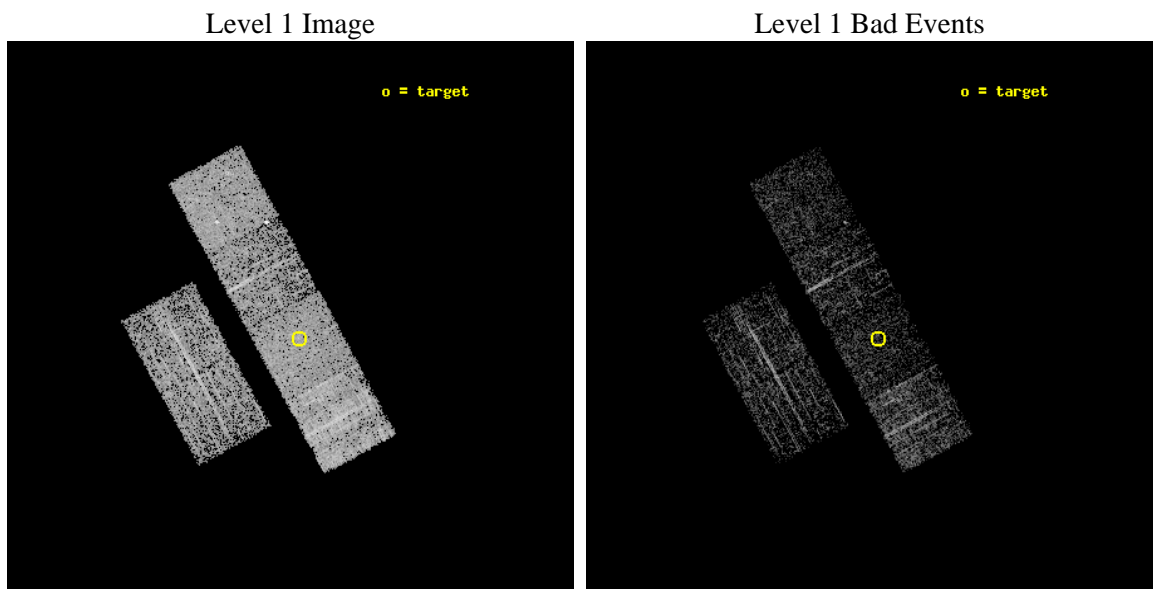 Level 1 Image
Level 1 Bad Events
o = target
o = target